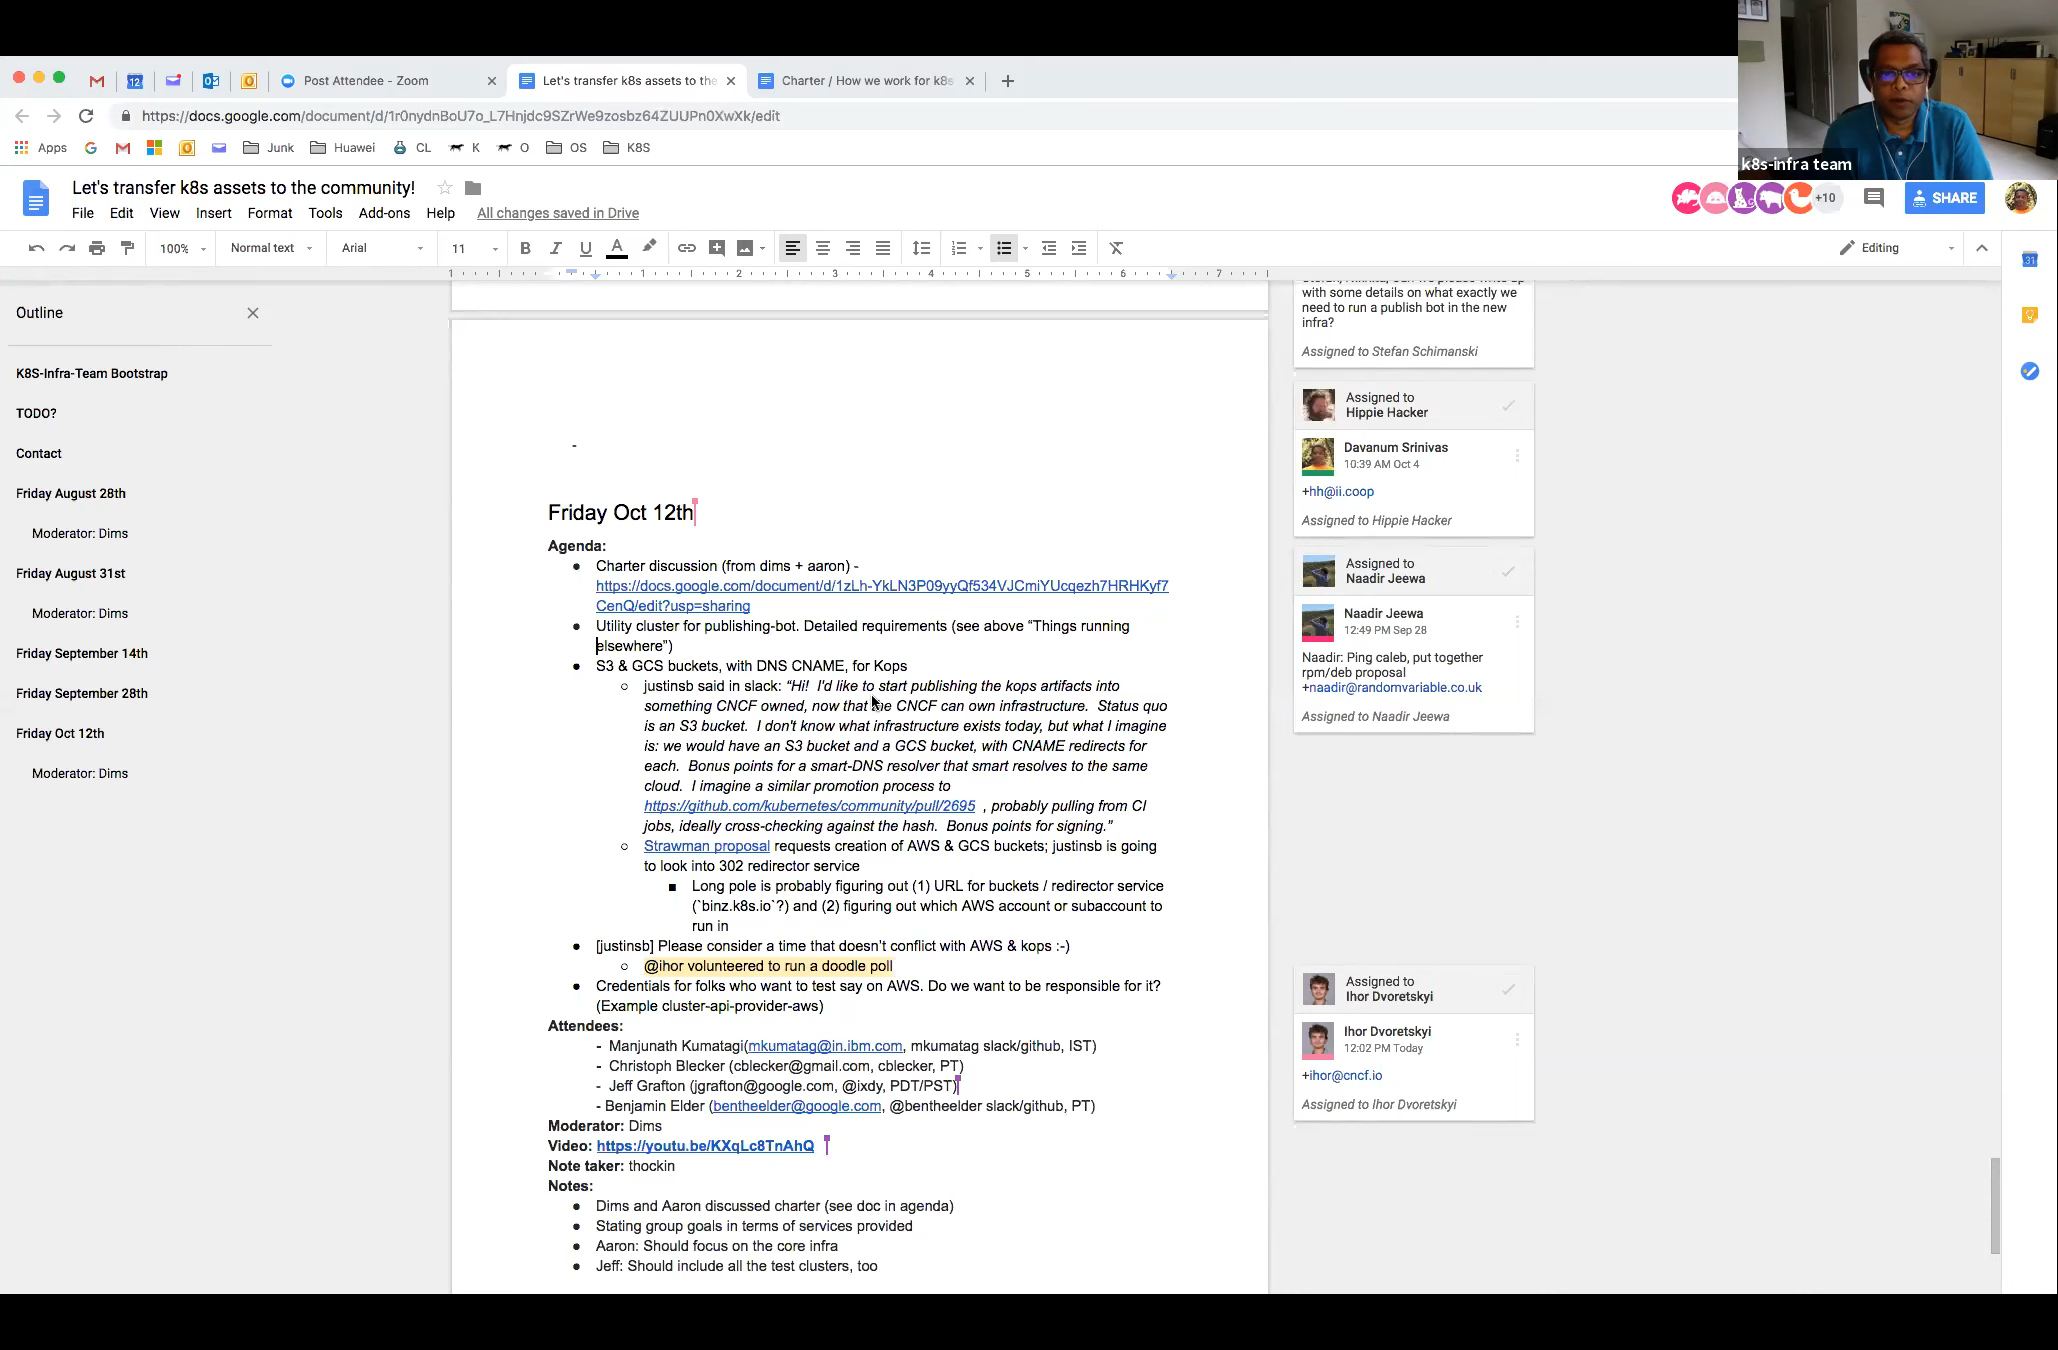 Post Attendee - Zoom
Let's transfer k8s assets to the
Charter / How we work for k8s
https://docs.google.com/document/d/1r0nydnBoU7o_L7Hnjdc9SZrWe9zosbz64ZUUPn0XwXk/edit
Apps
Junk
Huawei
CL
K
O
OS
K8S
k8s-infra team
Let's transfer k8s assets to the community!
+10
SHARE
File Edit View Insert Format Tools Add-ons Help All changes saved in Drive
100% Normal text Arial 11 B I U A Editing
1 1 2 3 4 5 6 7
Outline
K8S-Infra-Team Bootstrap
TODO?
Contact
Friday August 28th
Moderator: Dims
Friday August 31st
Moderator: Dims
Friday September 14th
Friday September 28th
Friday Oct 12th
Moderator: Dims
-
Friday Oct 12th
Agenda:
● Charter discussion (from dims + aaron) -
https://docs.google.com/document/d/1zLh-YkLN3P09yyQf534VJCmiYUcqezh7HRHKyf7
CenQ/edit?usp=sharing
● Utility cluster for publishing-bot. Detailed requirements (see above “Things running
elsewhere”)
● S3 & GCS buckets, with DNS CNAME, for Kops
○ justinsb said in slack: “Hi! I'd like to start publishing the kops artifacts into
something CNCF owned, now that the CNCF can own infrastructure. Status quo
is an S3 bucket. I don't know what infrastructure exists today, but what I imagine
is: we would have an S3 bucket and a GCS bucket, with CNAME redirects for
each. Bonus points for a smart-DNS resolver that smart resolves to the same
cloud. I imagine a similar promotion process to
https://github.com/kubernetes/community/pull/2695 , probably pulling from CI
jobs, ideally cross-checking against the hash. Bonus points for signing.”
○ Strawman proposal requests creation of AWS & GCS buckets; justinsb is going
to look into 302 redirector service
■ Long pole is probably figuring out (1) URL for buckets / redirector service
(`binz.k8s.io`?) and (2) figuring out which AWS account or subaccount to
run in
● [justinsb] Please consider a time that doesn’t conflict with AWS & kops :-)
○ @ihor volunteered to run a doodle poll
● Credentials for folks who want to test say on AWS. Do we want to be responsible for it?
(Example cluster-api-provider-aws)
Attendees:
- Manjunath Kumatagi(mkumatag@in.ibm.com, mkumatag slack/github, IST)
- Christoph Blecker (cblecker@gmail.com, cblecker, PT)
- Jeff Grafton (jgrafton@google.com, @ixdy, PDT/PST)
- Benjamin Elder (bentheelder@google.com, @bentheelder slack/github, PT)
Moderator: Dims
Video: https://youtu.be/KXqLc8TnAhQ
Note taker: thockin
Notes:
● Dims and Aaron discussed charter (see doc in agenda)
● Stating group goals in terms of services provided
● Aaron: Should focus on the core infra
● Jeff: Should include all the test clusters, too
with some details on what exactly we
need to run a publish bot in the new
infra?
Assigned to Stefan Schimanski
Assigned to
Hippie Hacker
Davanum Srinivas
10:39 AM Oct 4
+hh@ii.coop
Assigned to Hippie Hacker
Assigned to
Naadir Jeewa
Naadir Jeewa
12:49 PM Sep 28
Naadir: Ping caleb, put together
rpm/deb proposal
+naadir@randomvariable.co.uk
Assigned to Naadir Jeewa
Assigned to
Ihor Dvoretskyi
Ihor Dvoretskyi
12:02 PM Today
+ihor@cncf.io
Assigned to Ihor Dvoretskyi